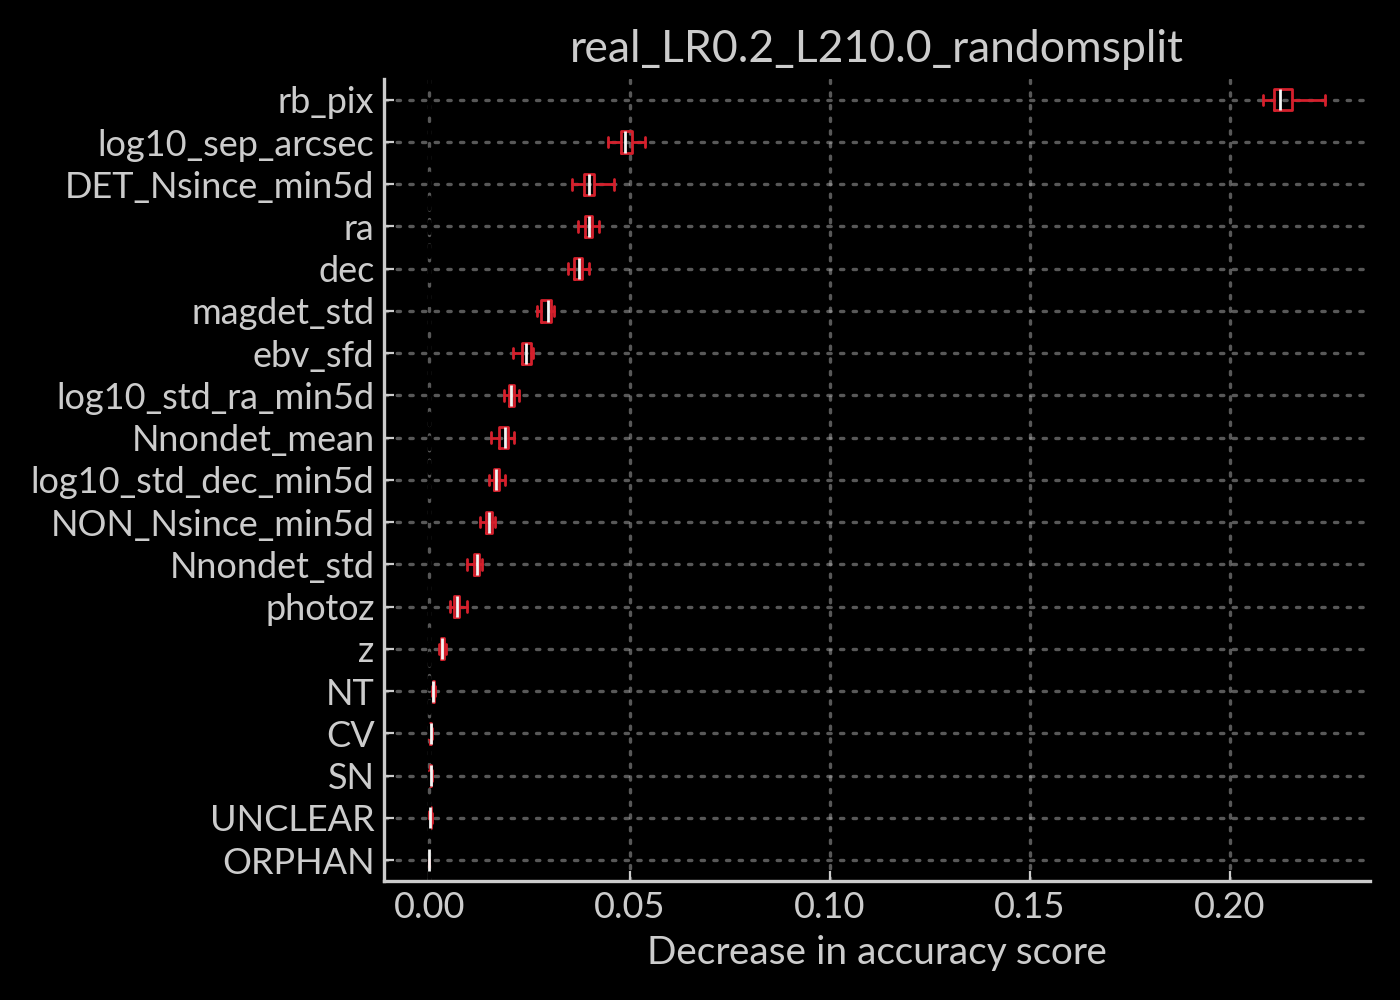 real_LR0.2_L210.0_randomsplit
rb_pix
log10_sep_arcsec
DET_Nsince_min5d
ra
dec
magdet_std
ebv_sfd
log10_std_ra_min5d
Nnondet_mean
log10_std_dec_min5d
NON_Nsince_min5d
Nnondet_std
photoz
z
NT
CV
SN
UNCLEAR
ORPHAN
0.00 0.05 0.10 0.15 0.20
Decrease in accuracy score